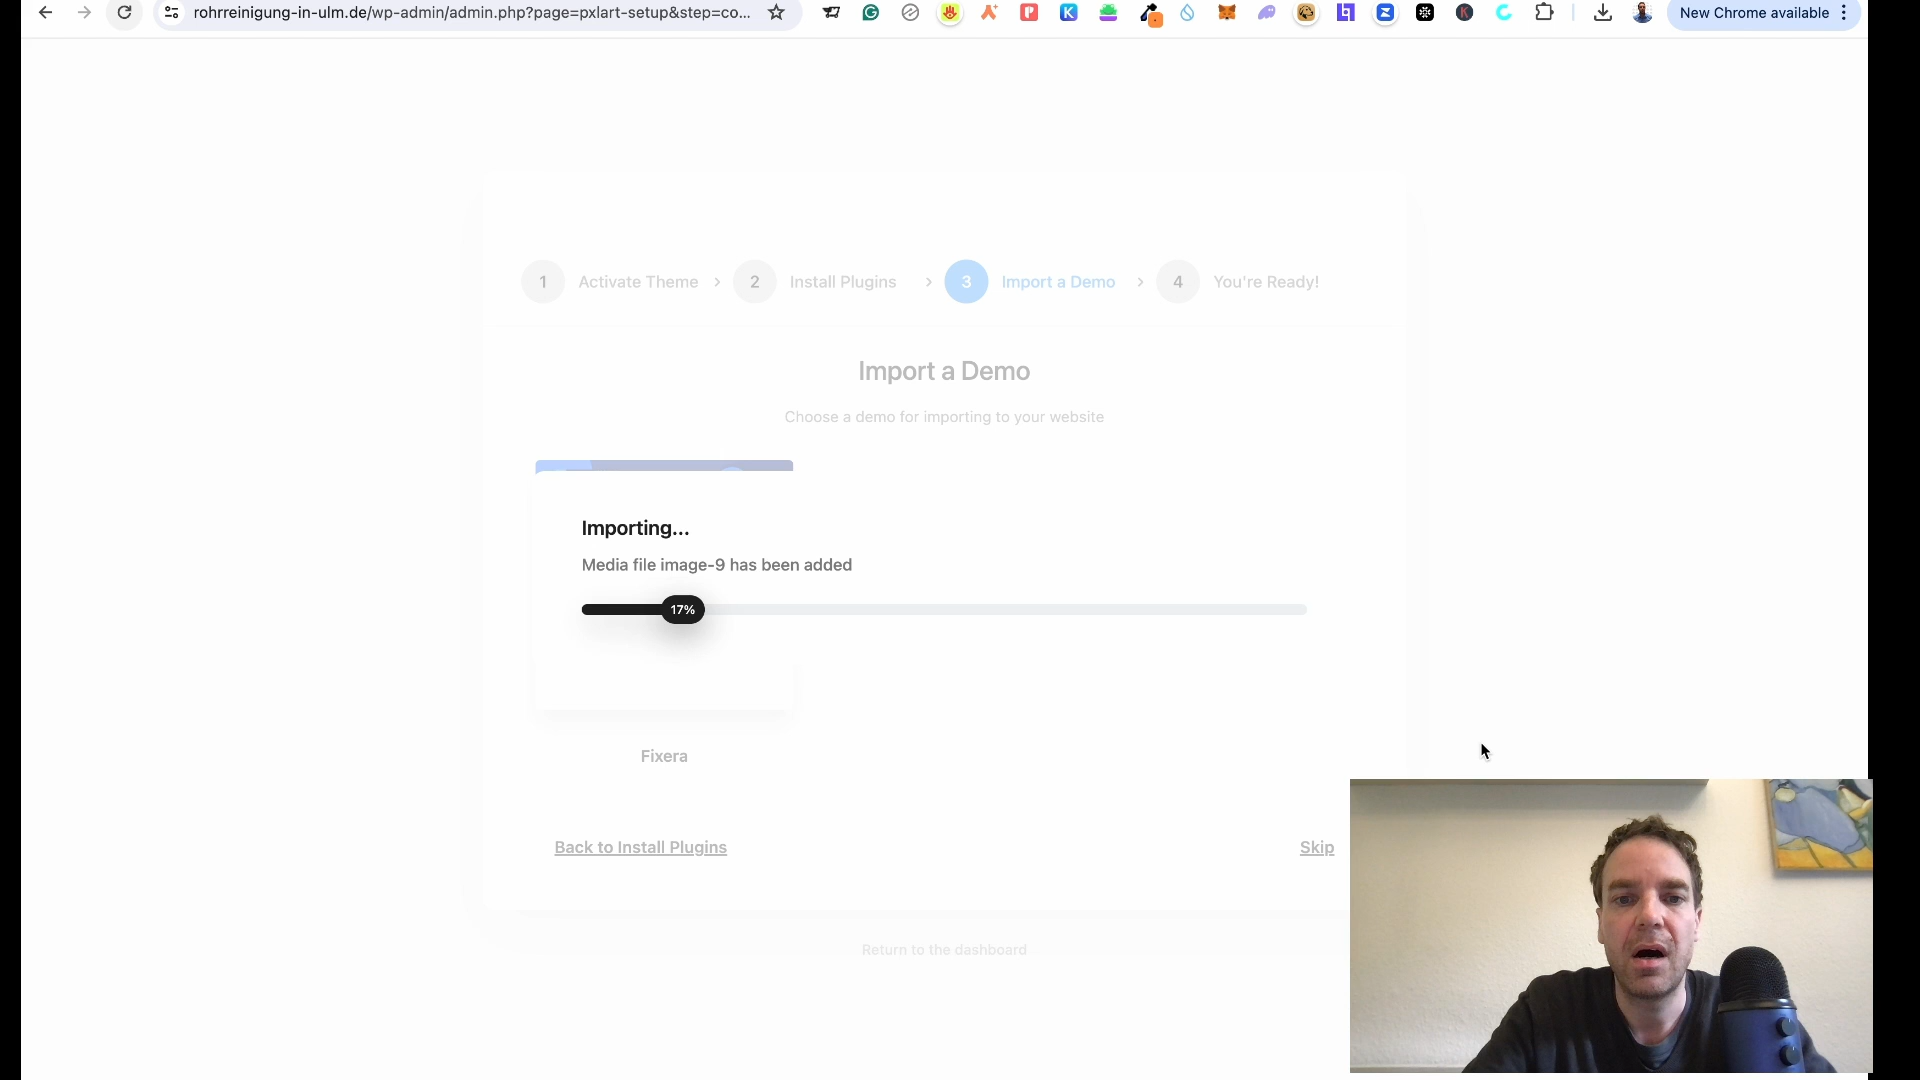 rohrreinigung-in-ulm.de/wp-admin/admin.php?page=pxlart-setup&step=co...
New Chrome available
1 Activate Theme > 2 Install Plugins > 3 Import a Demo > 4 You're Ready!
Import a Demo
Choose a demo for importing to your website
Importing...
Media file image-9 has been added
17%
Fixera
Back to Install Plugins
Skip
Return to the dashboard